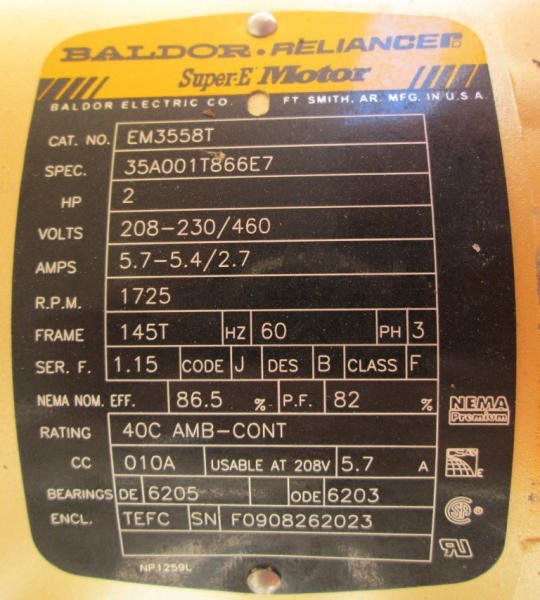 BALDOR • RELIANCER
Super-E Motor
BALDOR ELECTRIC CO. FT. SMITH, AR. MFG. IN U.S.A.
CAT. NO. EM3558T
SPEC. 35A001T866E7
HP 2
VOLTS 208-230/460
AMPS 5.7-5.4/2.7
R.P.M. 1725
FRAME 145T HZ 60 PH 3
SER. F. 1.15 CODE J DES B CLASS F
NEMA NOM. EFF. 86.5 % P.F. 82 %
NEMA
Premium
RATING 40C AMB-CONT
CC 010A USABLE AT 208V 5.7 A
BEARINGS DE 6205 ODE 6203
ENCL. TEFC SN F0908262023
NP1259L